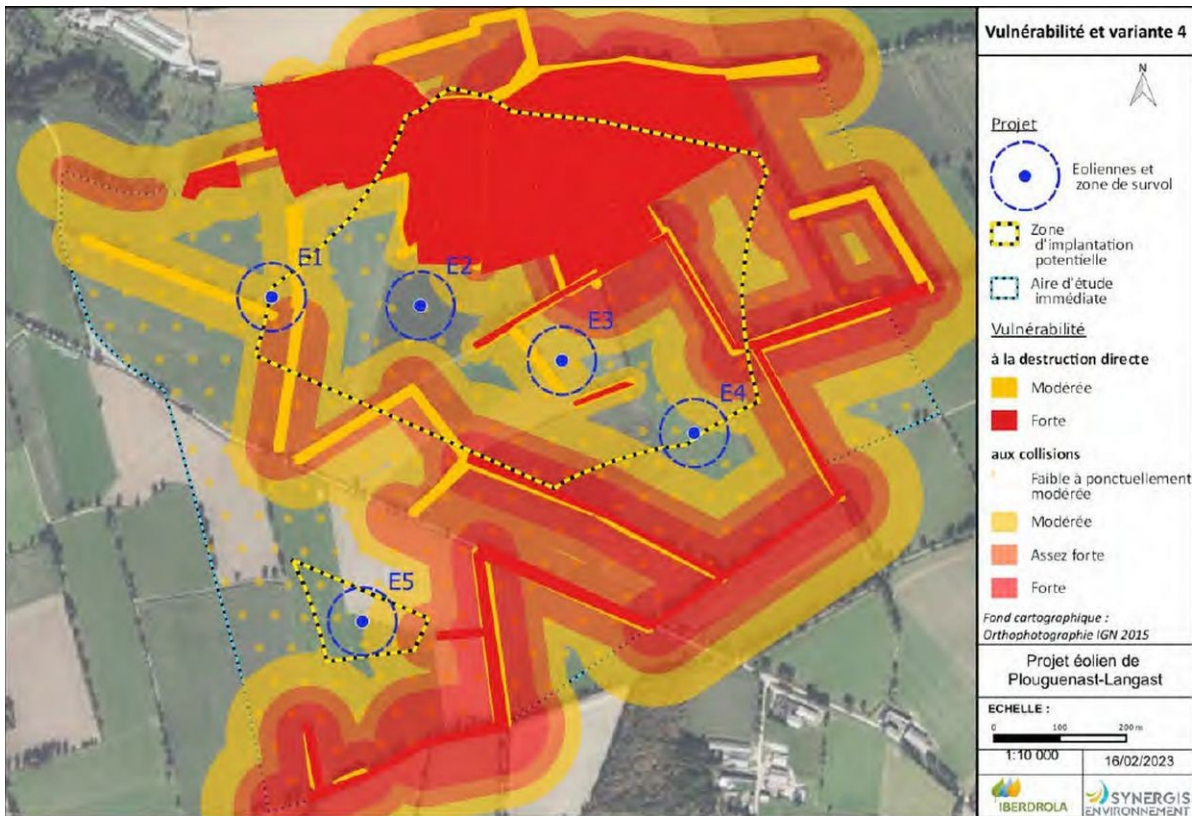 Vulnérabilité et variante 4
N
Projet
Eoliennes et
zone de survol
Zone
d'implantation
potentielle
Aire d'étude
immédiate
Vulnérabilité
à la destruction directe
Modérée
Forte
aux collisions
Faible à ponctuellement
modérée
Modérée
Assez forte
Forte
Fond cartographique :
Orthophotographie IGN 2015
Projet éolien de
Plouguenast-Langast
ECHELLE :
0 100 200 m
1:10 000
16/02/2023
IBERDROLA
SYNERGIS
ENVIRONNEMENT
E1
E2
E3
E4
E5